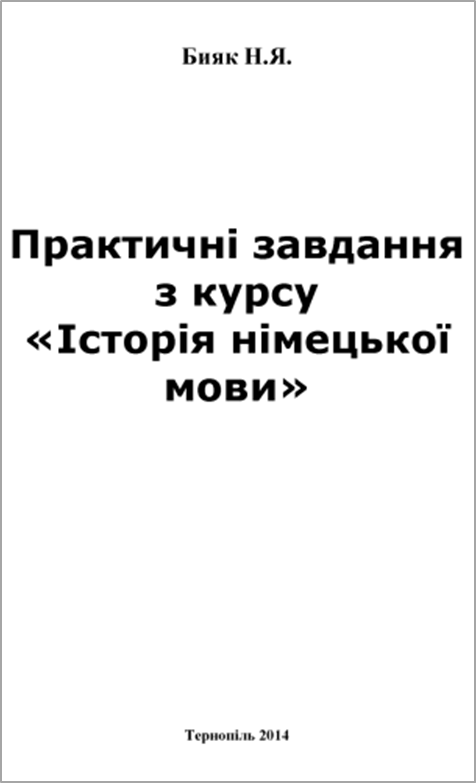 Бияк Н.Я.
Практичні завдання
з курсу
«Історія німецької
мови»
Тернопіль 2014